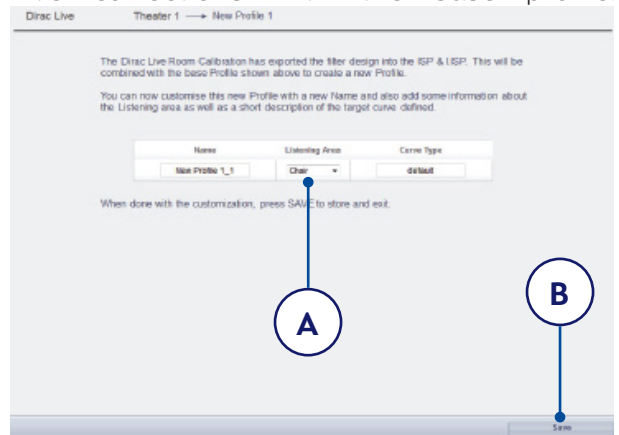 Dirac Live Theater 1 → New Profile 1
The Dirac Live Room Calibration has exported the filter design into the ISP & LISP. This will be
combined with the base Profile shown above to create a new Profile.
You can now customise this new Profile with a new Name and also add some information about
the Listening area as well as a short description of the target curve defined.
Name Listening Area Curve Type
New Profile 1_1 Chair default
When done with the customization, press SAVE to store and exit.
A
B
Save